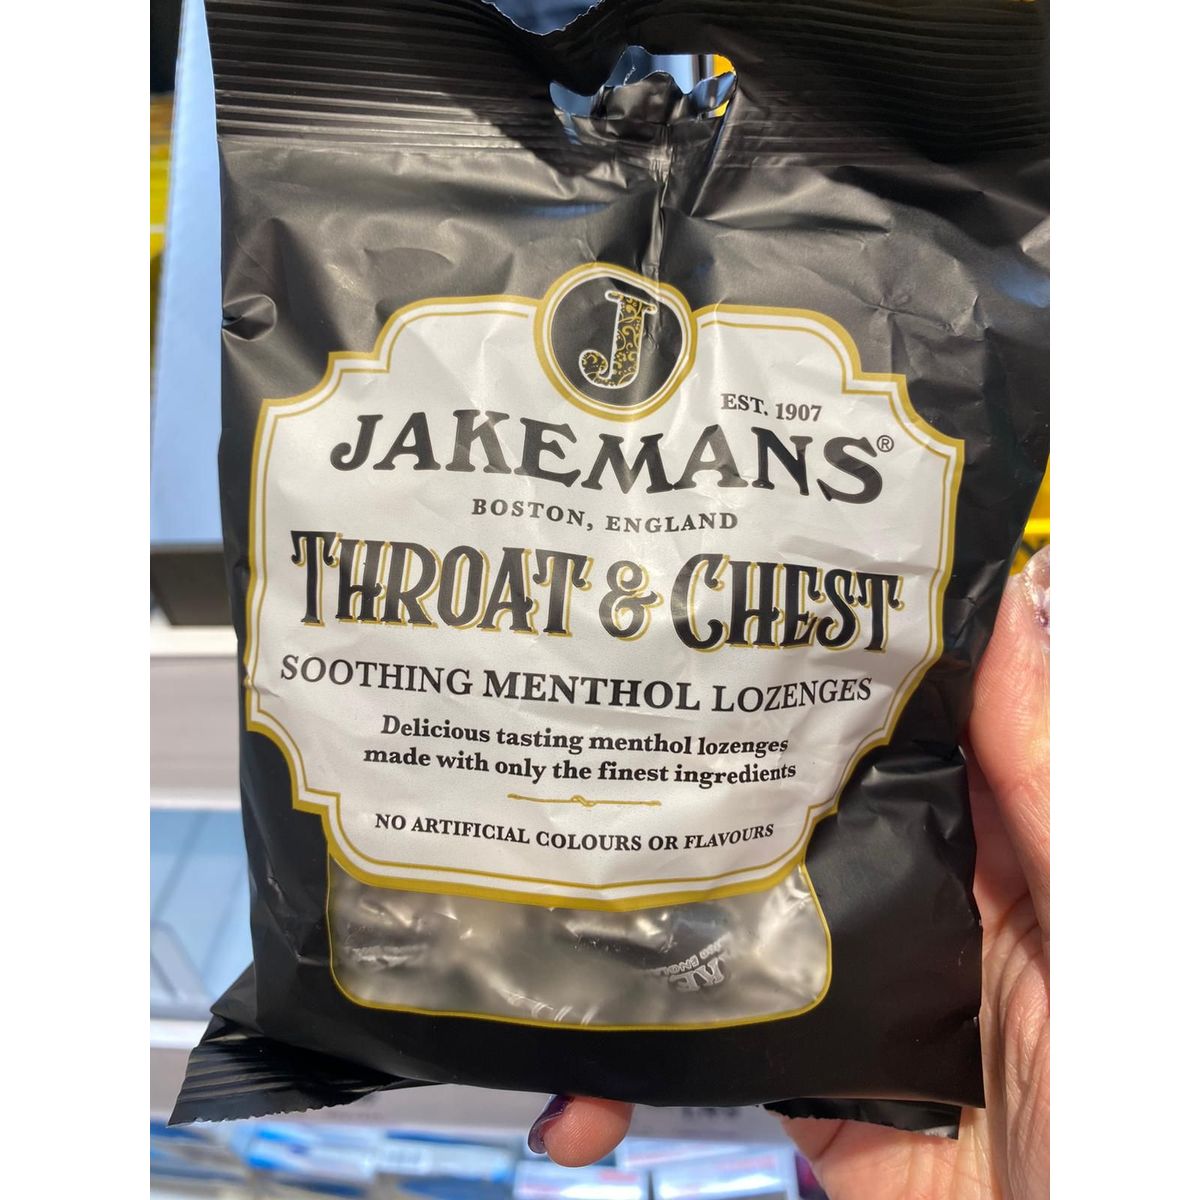 J
EST. 1907
JAKEMANS®
BOSTON, ENGLAND
THROAT & CHEST
SOOTHING MENTHOL LOZENGES
Delicious tasting menthol lozenges
made with only the finest ingredients
NO ARTIFICIAL COLOURS OR FLAVOURS